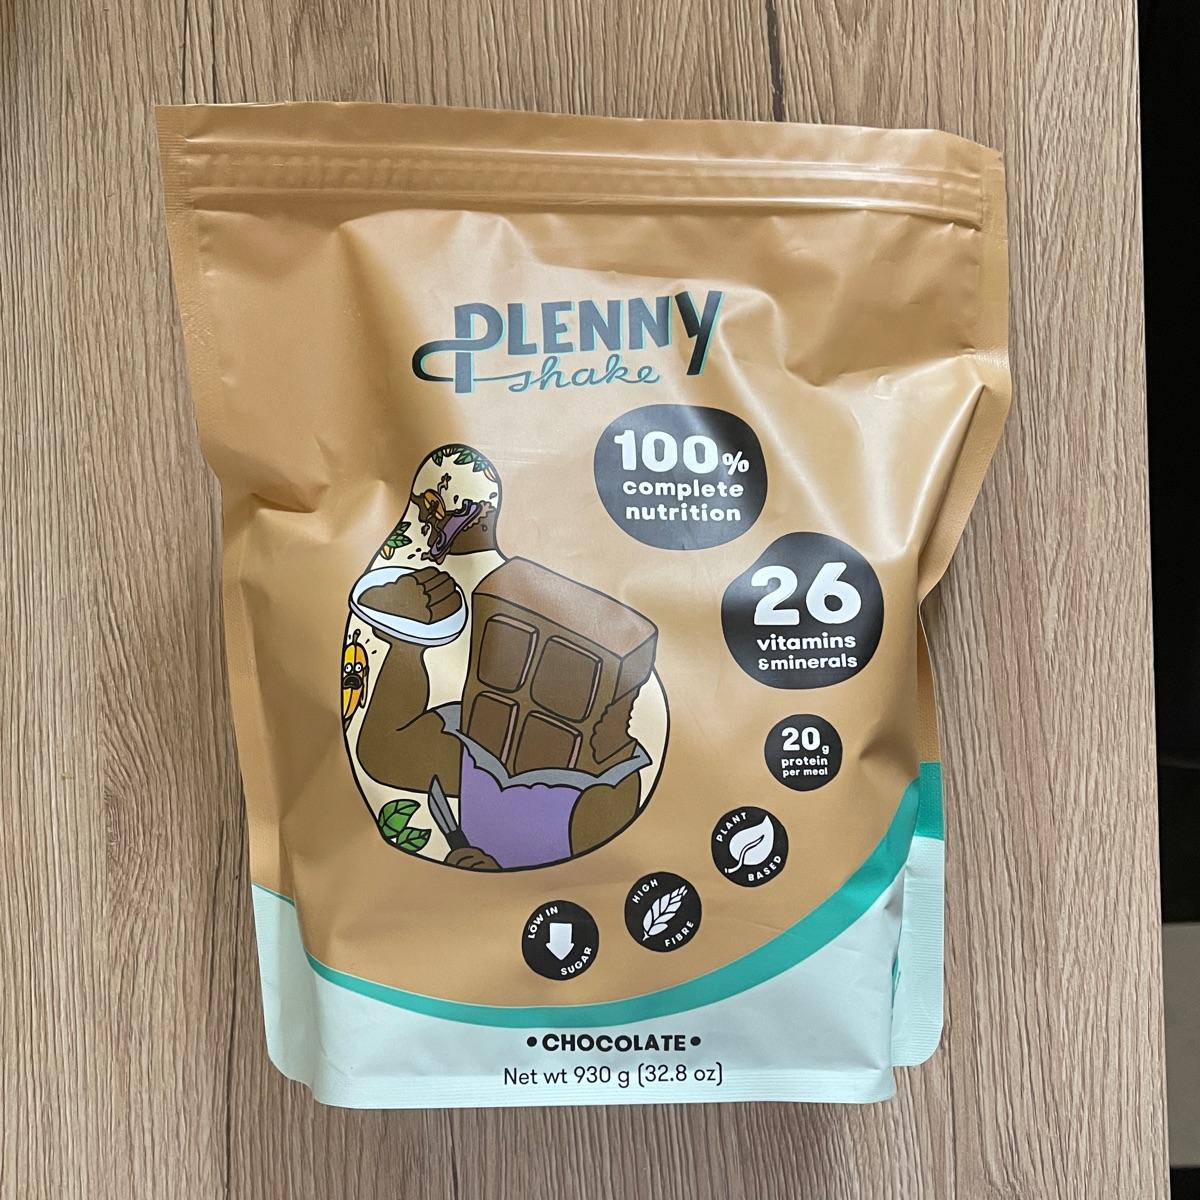 PLENNY
shake
100%
complete
nutrition
26
vitamins
& minerals
20g
protein
per meal
PLANT
BASED
HIGH
FIBRE
LOW IN
SUGAR
• CHOCOLATE •
Net wt 930 g (32.8 oz)